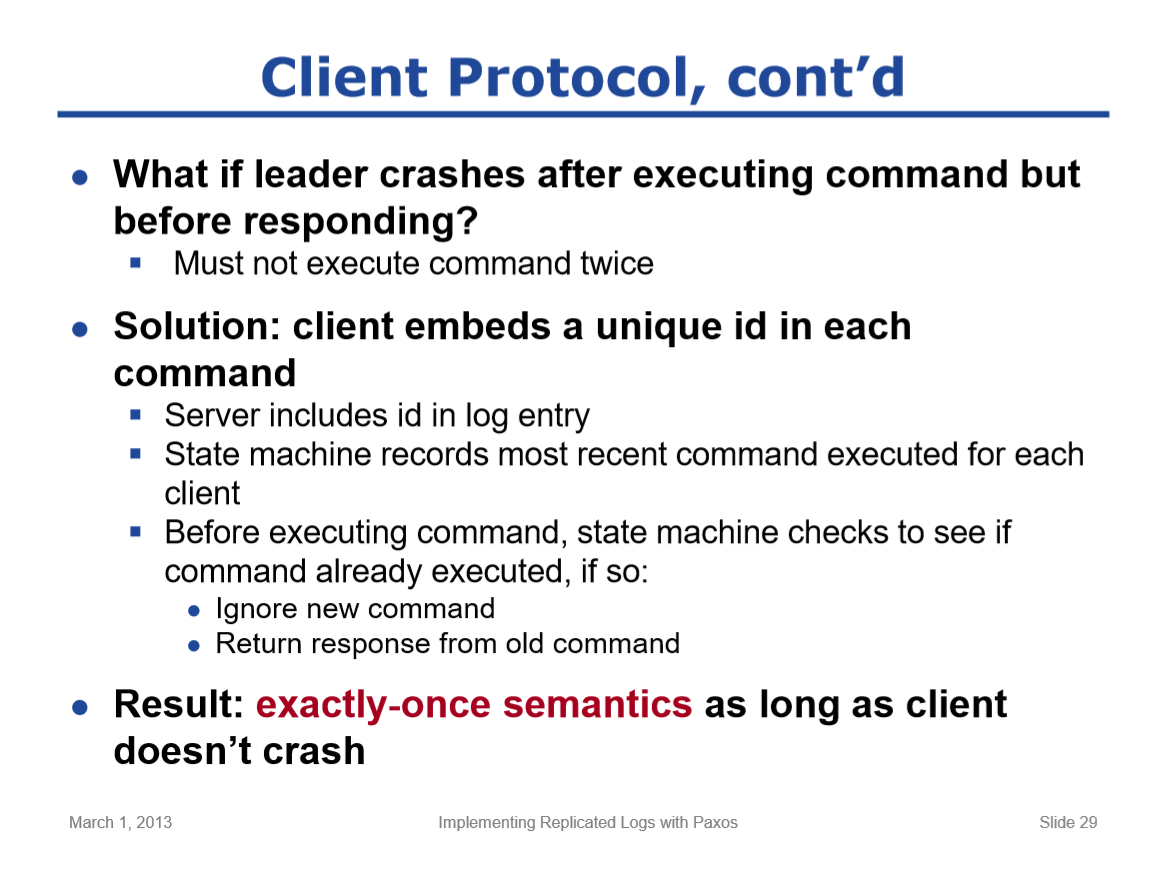 Client Protocol, cont’d
● What if leader crashes after executing command but
before responding?
▪ Must not execute command twice
● Solution: client embeds a unique id in each
command
▪ Server includes id in log entry
▪ State machine records most recent command executed for each
client
▪ Before executing command, state machine checks to see if
command already executed, if so:
● Ignore new command
● Return response from old command
● Result: exactly-once semantics as long as client
doesn’t crash
March 1, 2013 Implementing Replicated Logs with Paxos Slide 29